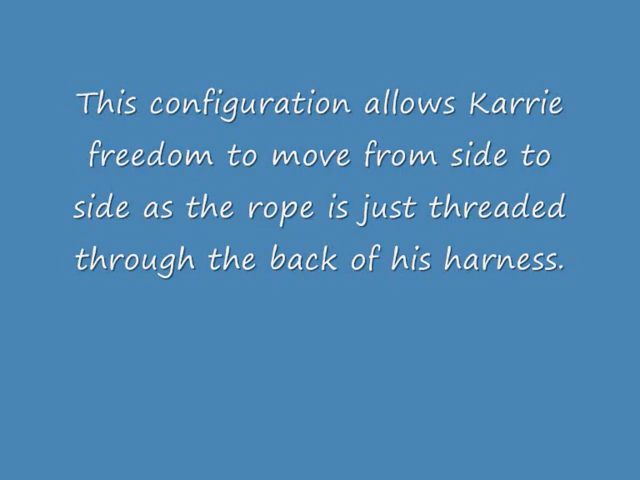 This configuration allows Karrie
freedom to move from side to
side as the rope is just threaded
through the back of his harness.